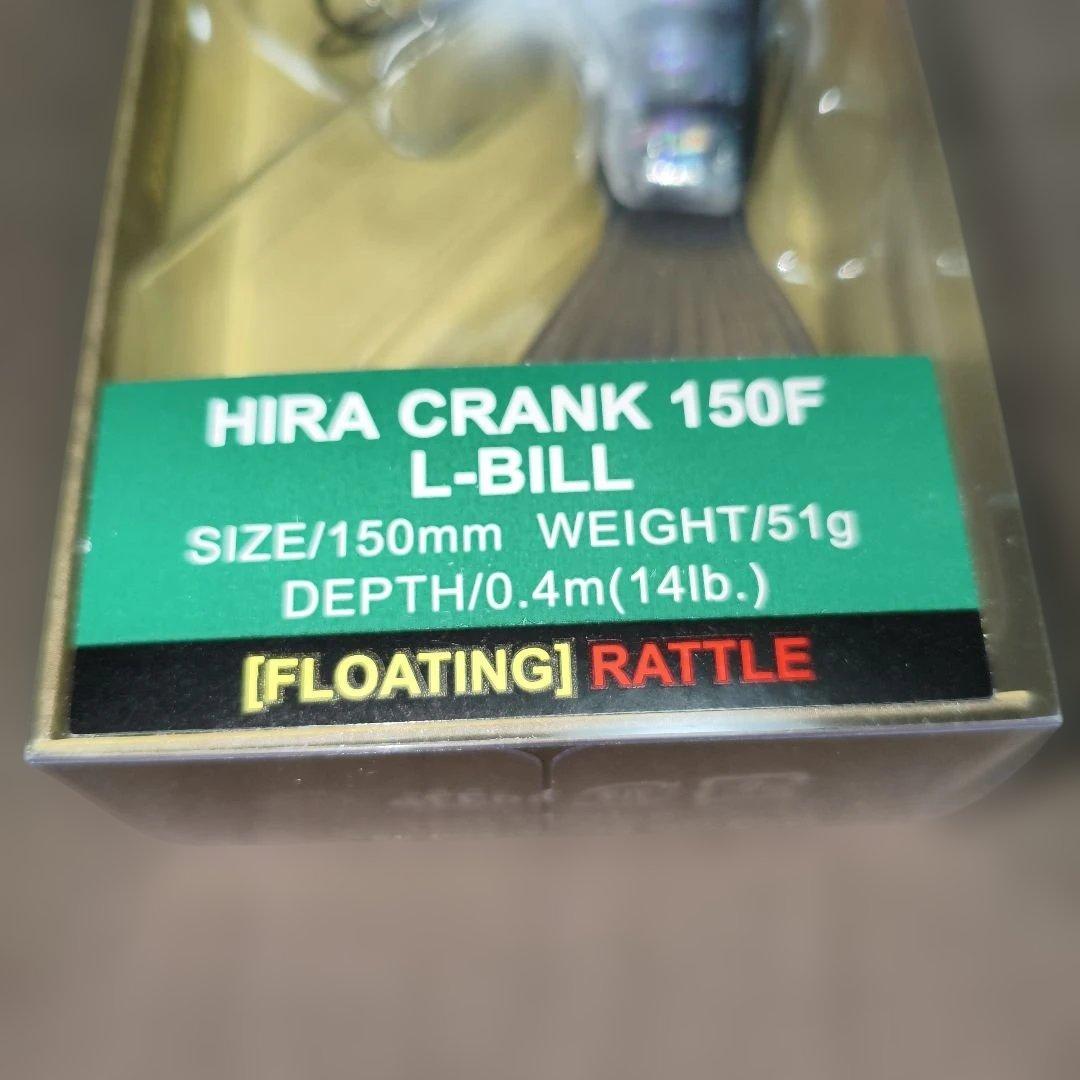 HIRA CRANK 150F
L-BILL
SIZE/150mm WEIGHT/51g
DEPTH/0.4m(14lb.)
[FLOATING] RATTLE